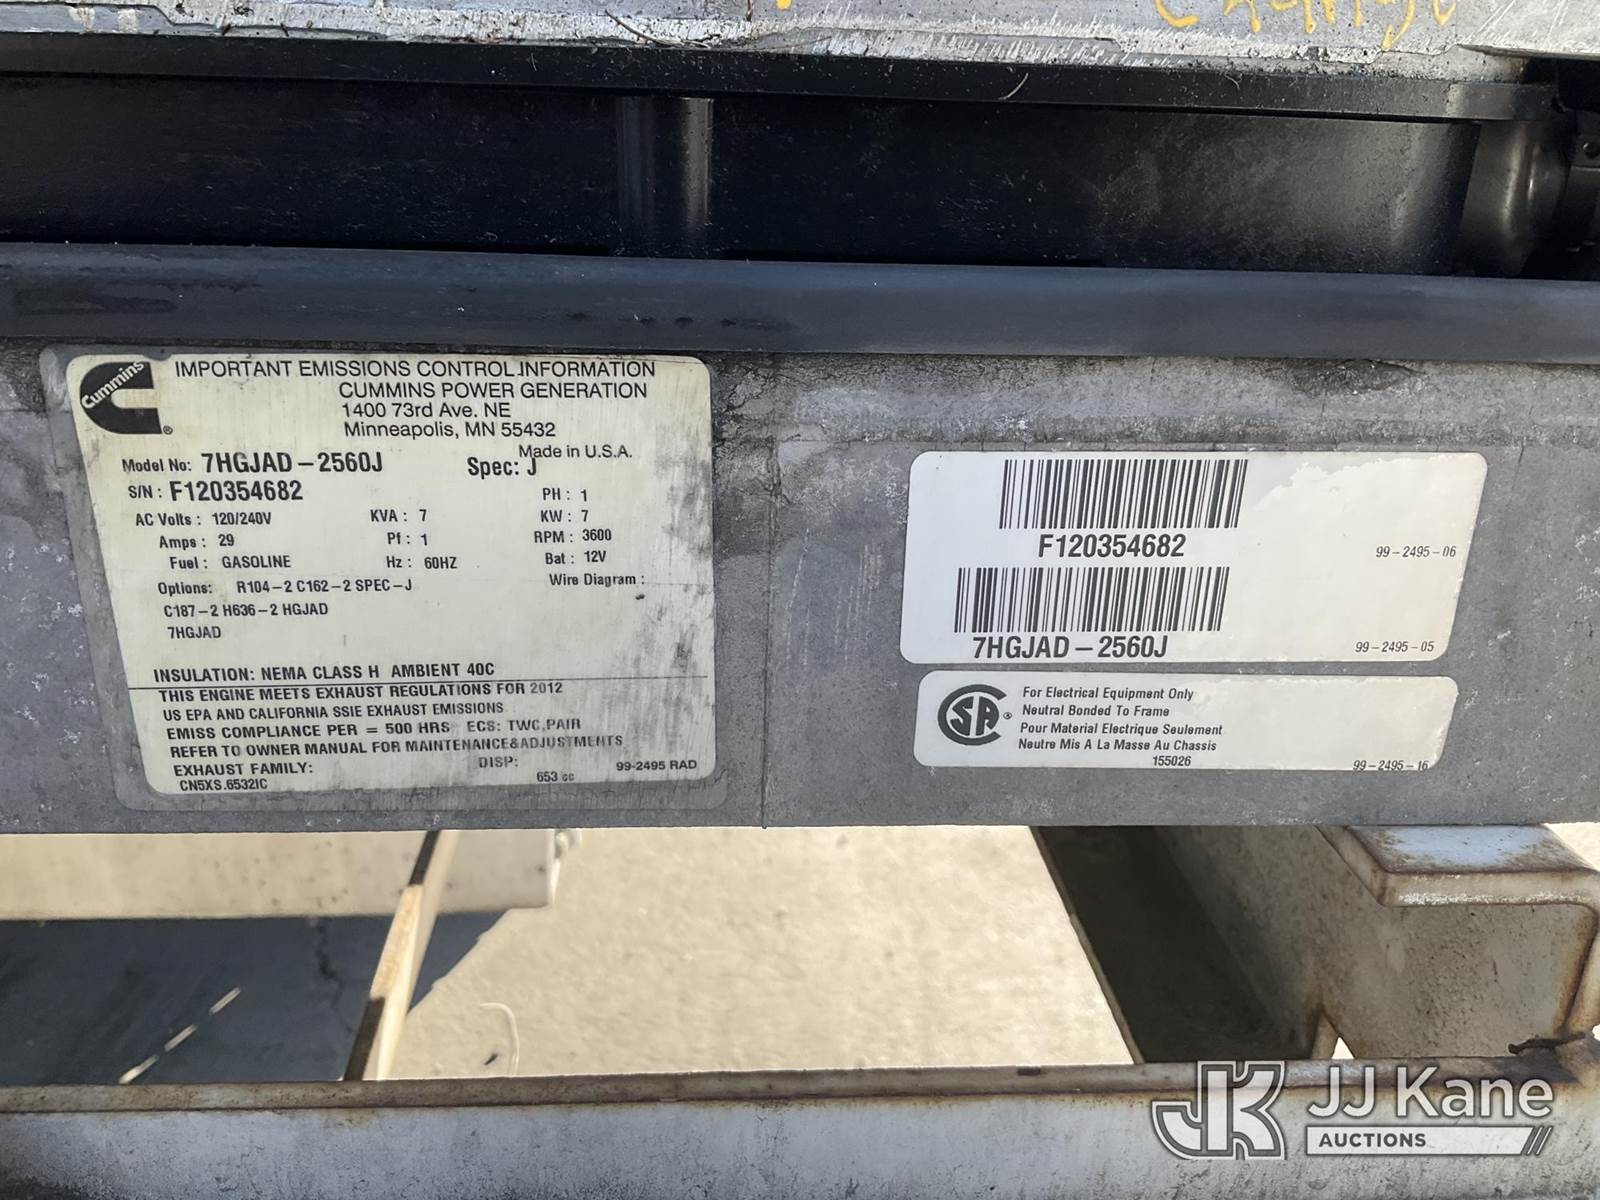 Cummins
IMPORTANT EMISSIONS CONTROL INFORMATION
CUMMINS POWER GENERATION
1400 73rd Ave. NE
Minneapolis, MN 55432
Made in U.S.A.
Model No: 7HGJAD-2560J Spec: J
S/N: F120354682 PH: 1
AC Volts: 120/240V KVA: 7 KW: 7
Amps: 29 Pf: 1 RPM: 3600
Fuel: GASOLINE Hz: 60HZ Bat: 12V
Options: R104-2 C162-2 SPEC-J Wire Diagram:
C187-2 H636-2 HGJAD
7HGJAD
INSULATION: NEMA CLASS H AMBIENT 40C
THIS ENGINE MEETS EXHAUST REGULATIONS FOR 2012
US EPA AND CALIFORNIA SSIE EXHAUST EMISSIONS
EMISS COMPLIANCE PER = 500 HRS ECS: TWC,PAIR
REFER TO OWNER MANUAL FOR MAINTENANCE&ADJUSTMENTS
EXHAUST FAMILY: DISP: 99-2495 RAD
CN5XS.6532IC 653 cc
F120354682 99-2495-06
7HGJAD-2560J 99-2495-05
SA
For Electrical Equipment Only
Neutral Bonded To Frame
Pour Material Electrique Seulement
Neutre Mis A La Masse Au Chassis
155026
99-2495-16
JK JJ Kane
AUCTIONS